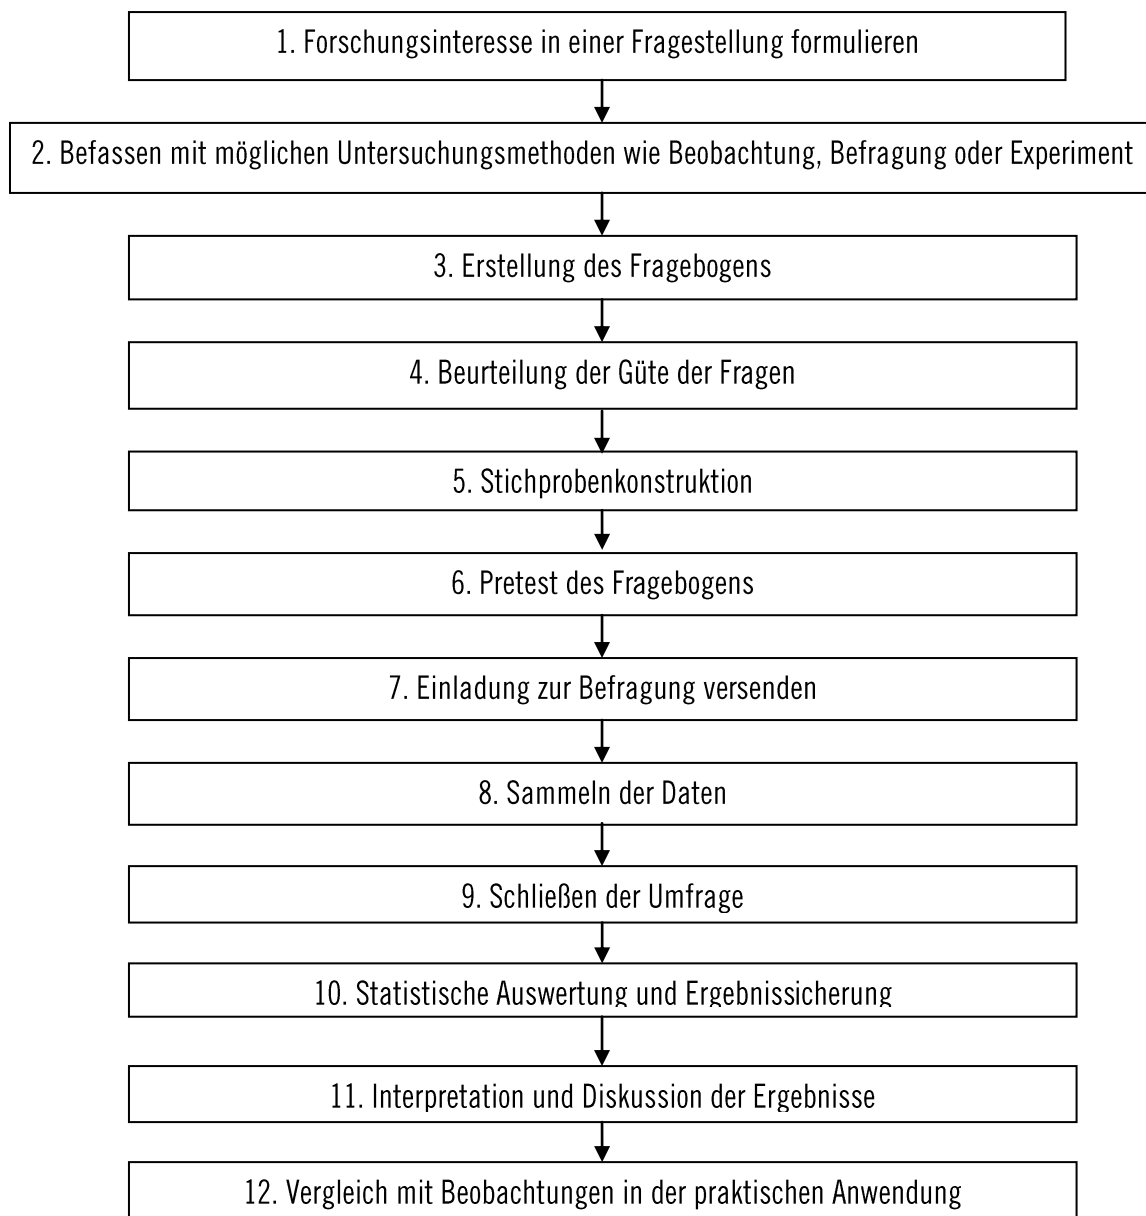 1. Forschungsinteresse in einer Fragestellung formulieren
2. Befassen mit möglichen Untersuchungsmethoden wie Beobachtung, Befragung oder Experiment
3. Erstellung des Fragebogens
4. Beurteilung der Güte der Fragen
5. Stichprobenkonstruktion
6. Pretest des Fragebogens
7. Einladung zur Befragung versenden
8. Sammeln der Daten
9. Schließen der Umfrage
10. Statistische Auswertung und Ergebnissicherung
11. Interpretation und Diskussion der Ergebnisse
12. Vergleich mit Beobachtungen in der praktischen Anwendung